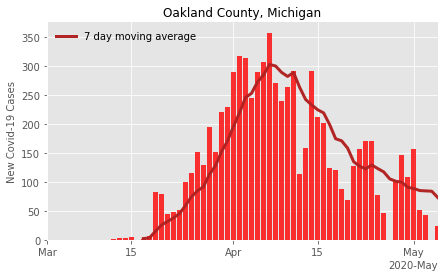 Oakland County, Michigan
7 day moving average
New Covid-19 Cases
350
300
250
200
150
100
50
0
Mar 15 Apr 15 May
2020-May